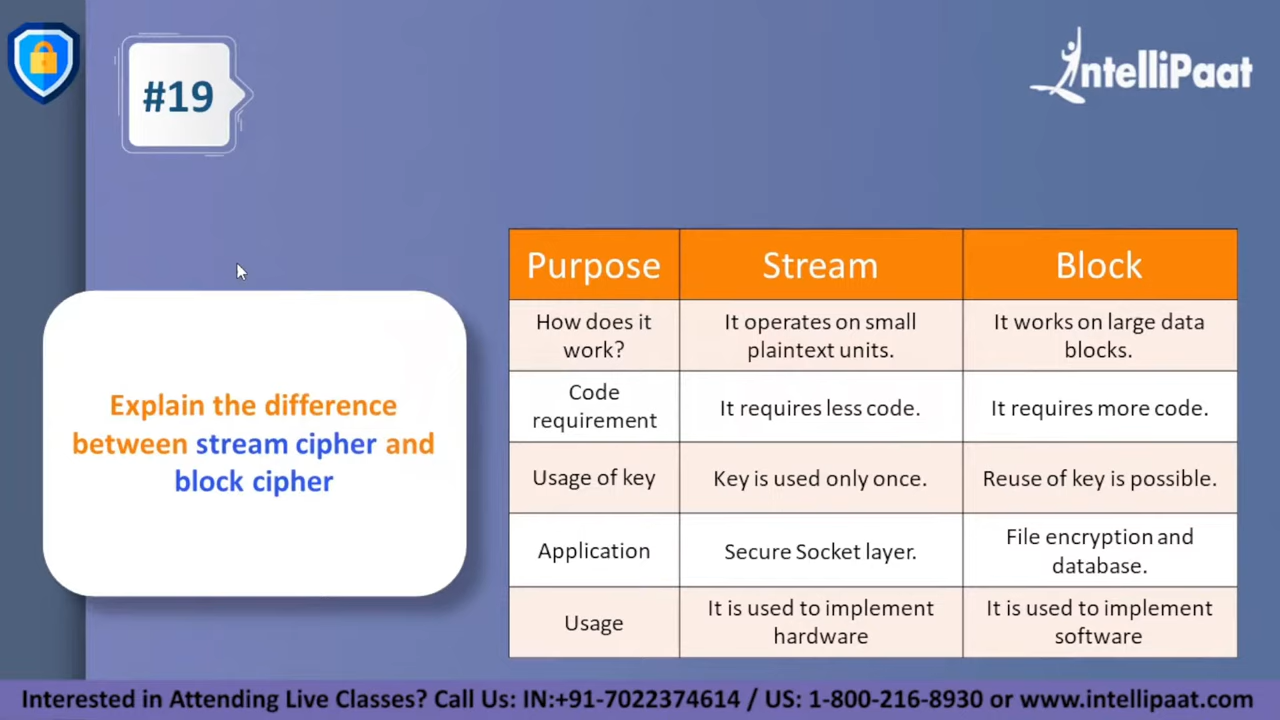 #19
IntelliPaat
Explain the difference
between stream cipher and
block cipher
Purpose Stream Block
How does it
work?
It operates on small
plaintext units.
It works on large data
blocks.
Code
requirement
It requires less code.
It requires more code.
Usage of key
Key is used only once.
Reuse of key is possible.
Application
Secure Socket layer.
File encryption and
database.
Usage
It is used to implement
hardware
It is used to implement
software
Interested in Attending Live Classes? Call Us: IN:+91-7022374614 / US: 1-800-216-8930 or www.intellipaat.com